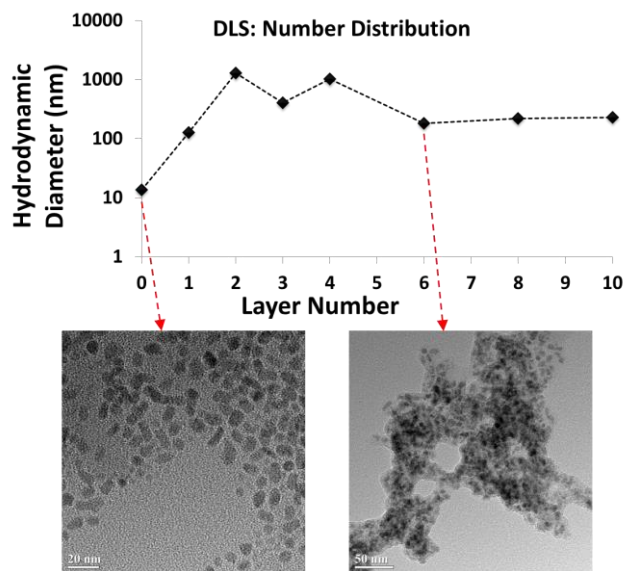 DLS: Number Distribution
Hydrodynamic
Diameter (nm)
10000
1000
100
10
1
0 1 2 3 4 5 6 7 8 9 10
Layer Number
20 nm
50 nm